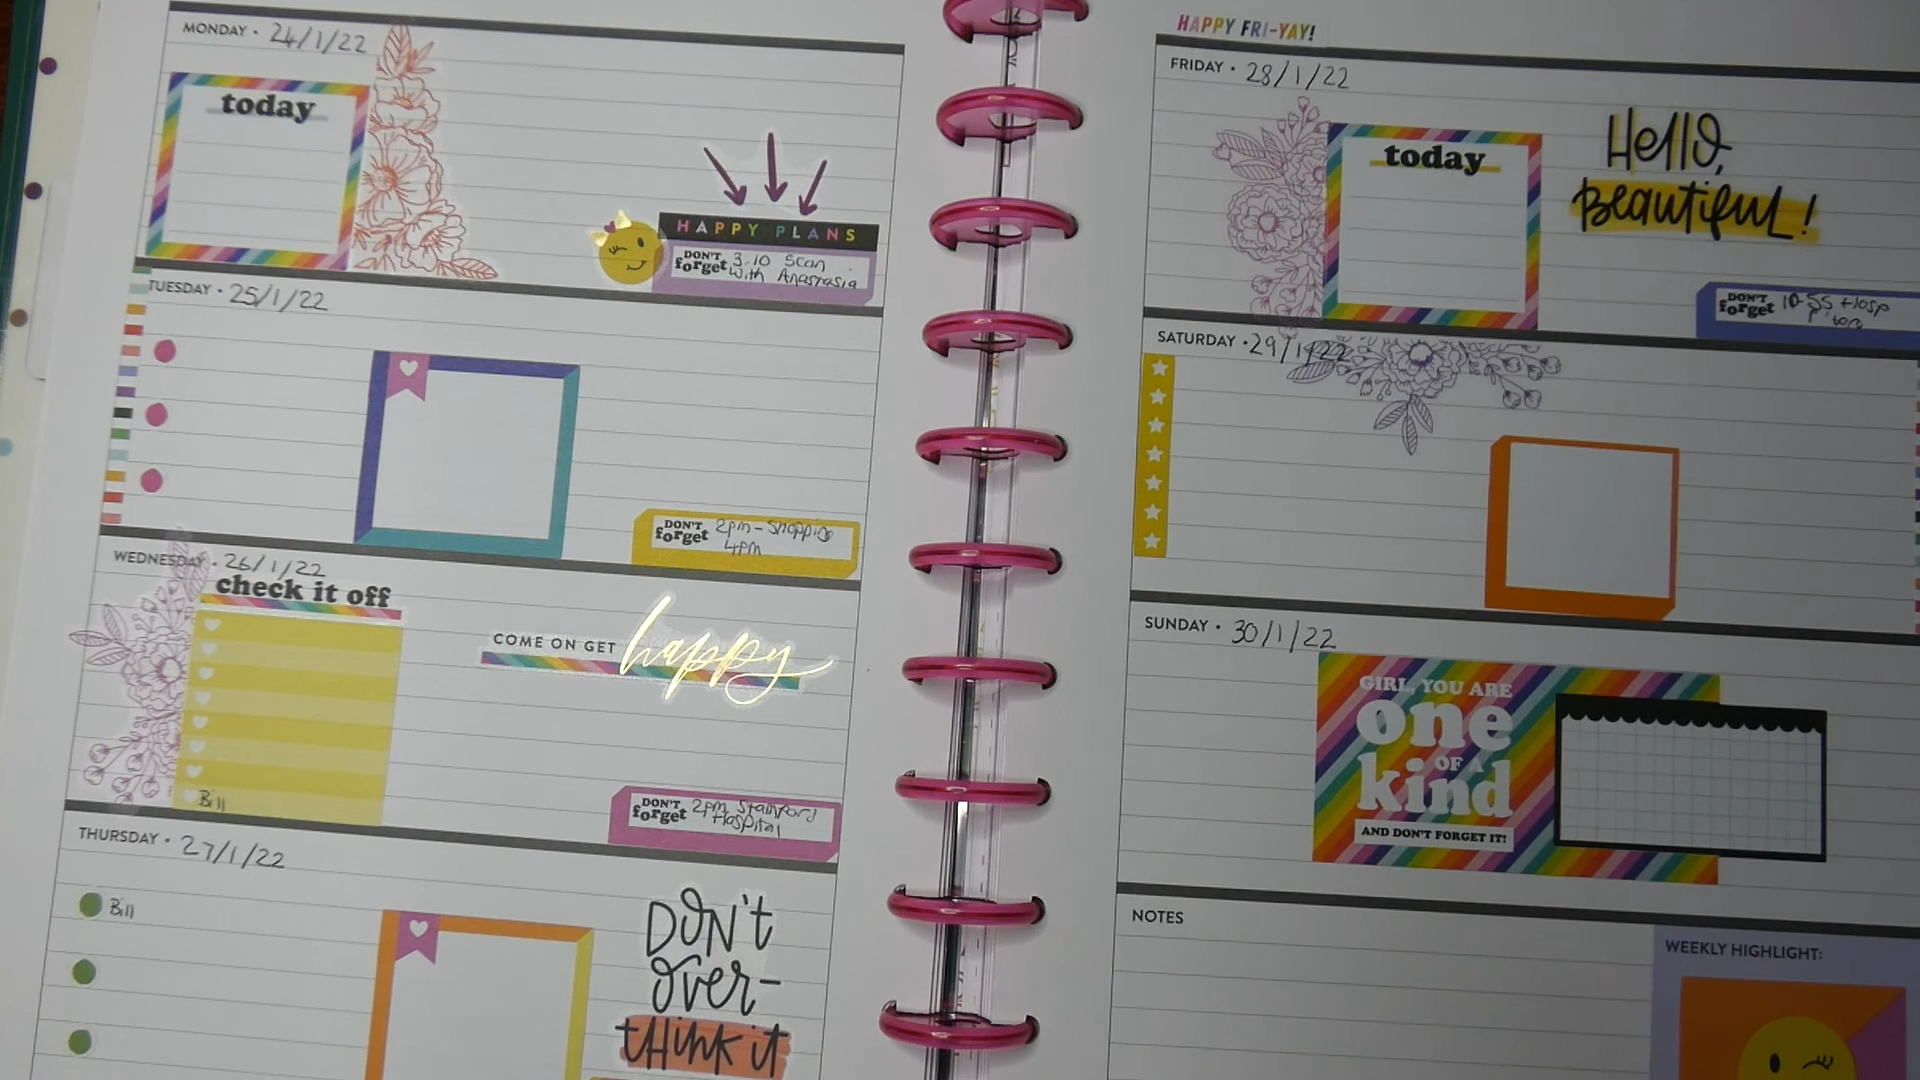 MONDAY • 24/1/22
today
HAPPY PLANS
DON'T forget 3.10 Scan
with Anastasia
TUESDAY • 25/1/22
DON'T forget 2pm - Shopping
4pm
WEDNESDAY • 26/1/22
check it off
Bill
COME ON GET happy
DON'T forget 2pm Stamford
Hospital
THURSDAY • 27/1/22
Bill
DON'T
OVER-
THINK IT
HAPPY FRI-YAY!
FRIDAY • 28/1/22
today
Hello,
Beautiful!
DON'T forget Hosp
SATURDAY • 29/1/22
SUNDAY • 30/1/22
GIRL, YOU ARE
one
OF A
kind
AND DON'T FORGET IT!
NOTES
WEEKLY HIGHLIGHT: